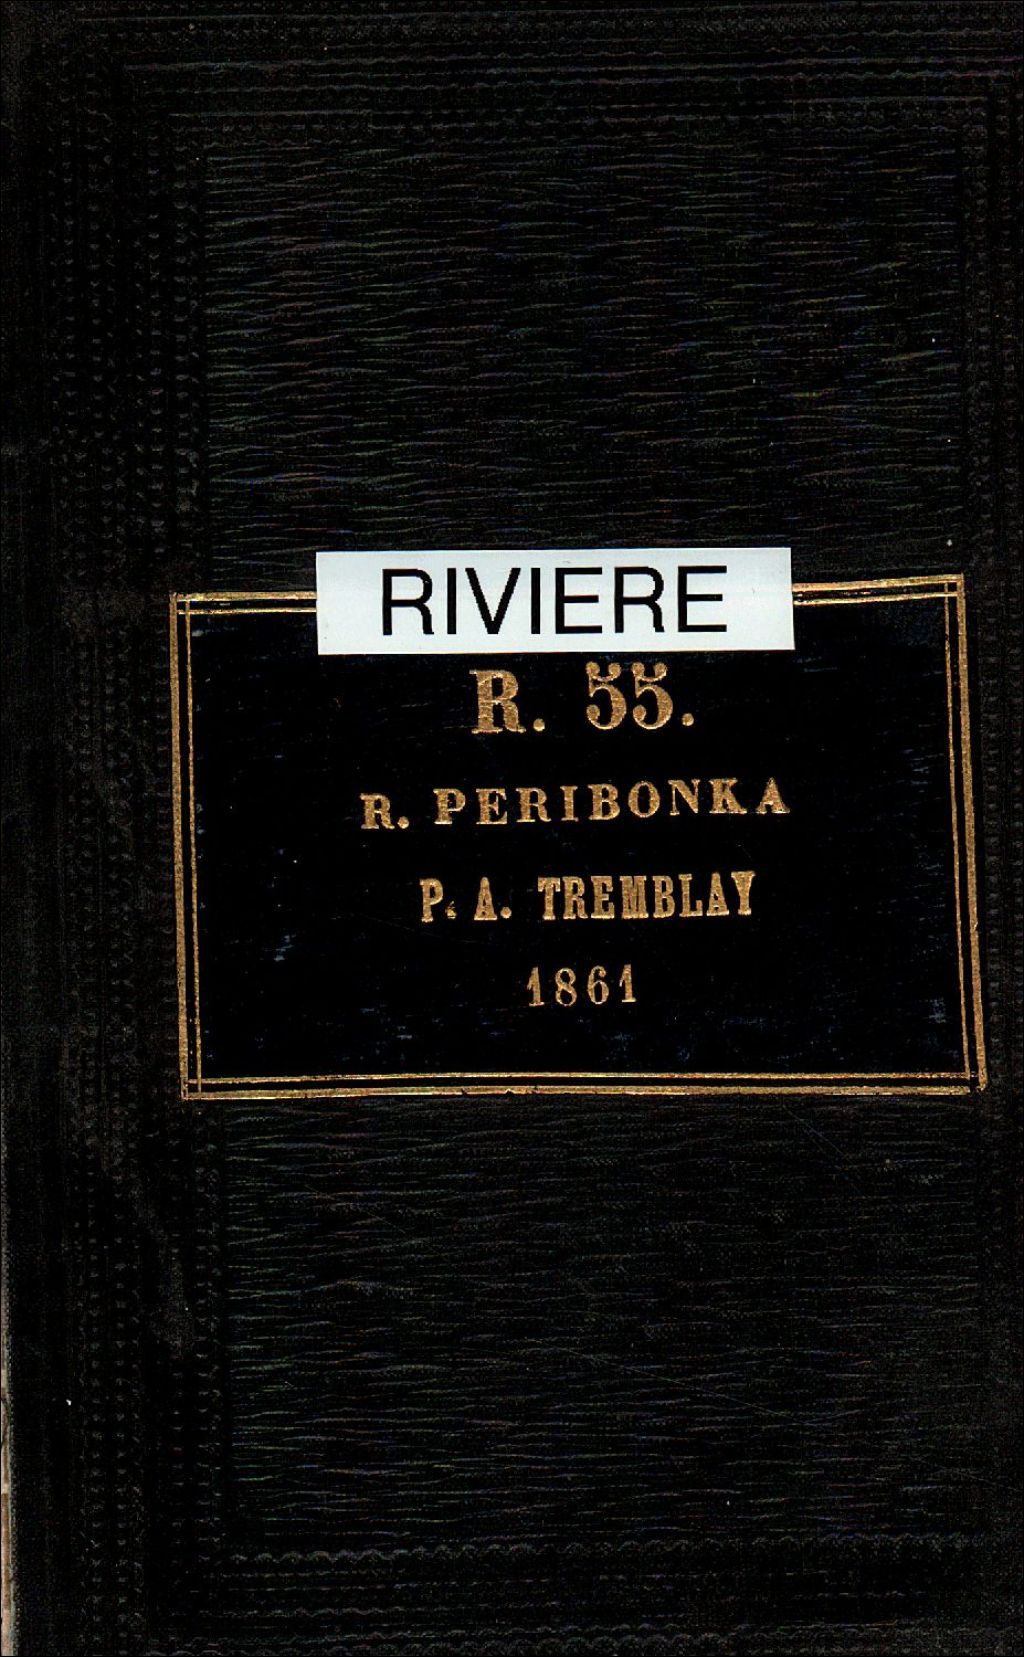 RIVIERE
R. 55.
R. PERIBONKA
P. A. TREMBLAY
1861